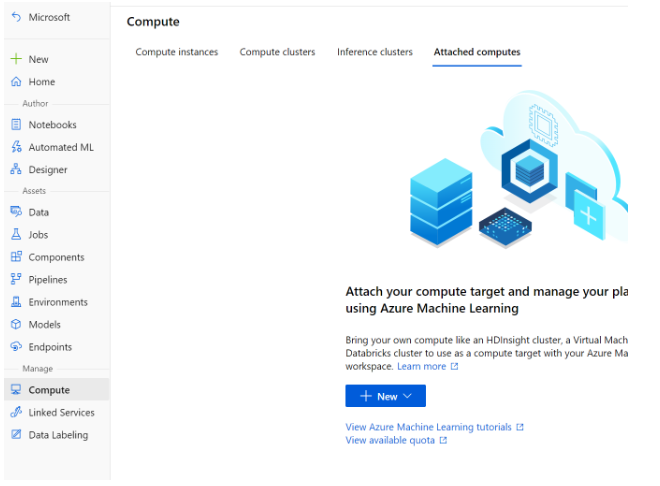 Microsoft
New
Home
Author
Notebooks
Automated ML
Designer
Assets
Data
Jobs
Components
Pipelines
Environments
Models
Endpoints
Manage
Compute
Linked Services
Data Labeling
Compute
Compute instances Compute clusters Inference clusters Attached computes
Attach your compute target and manage your pla
using Azure Machine Learning
Bring your own compute like an HDInsight cluster, a Virtual Mach
Databricks cluster to use as a compute target with your Azure Ma
workspace. Learn more
New
View Azure Machine Learning tutorials
View available quota